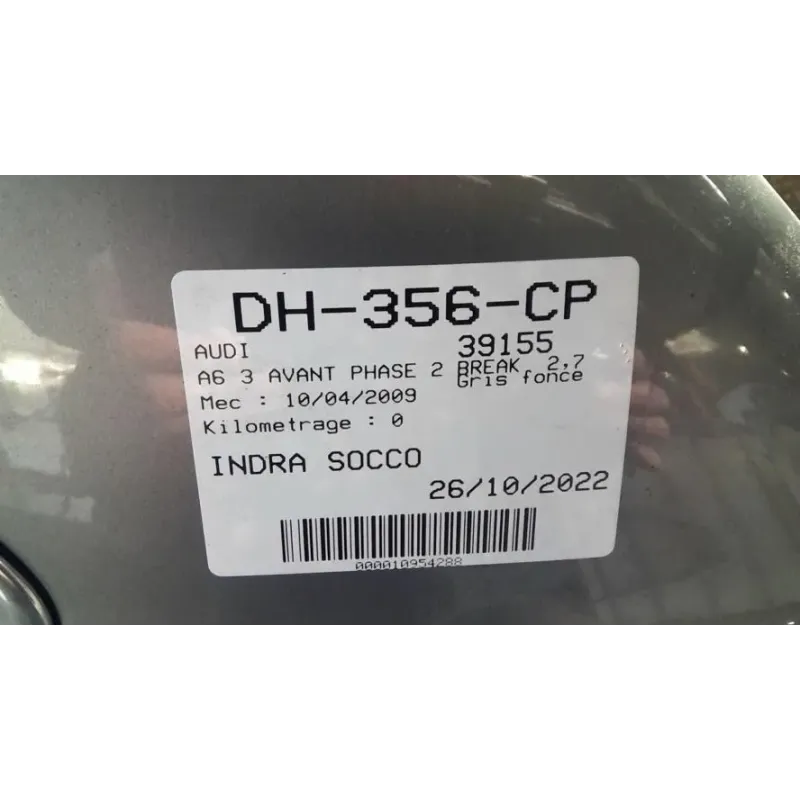 DH-356-CP
AUDI 39155
A6 3 AVANT PHASE 2 BREAK 2,7
Gris fonce
Mec : 10/04/2009
Kilometrage : 0
INDRA SOCCO
26/10/2022
000010954288